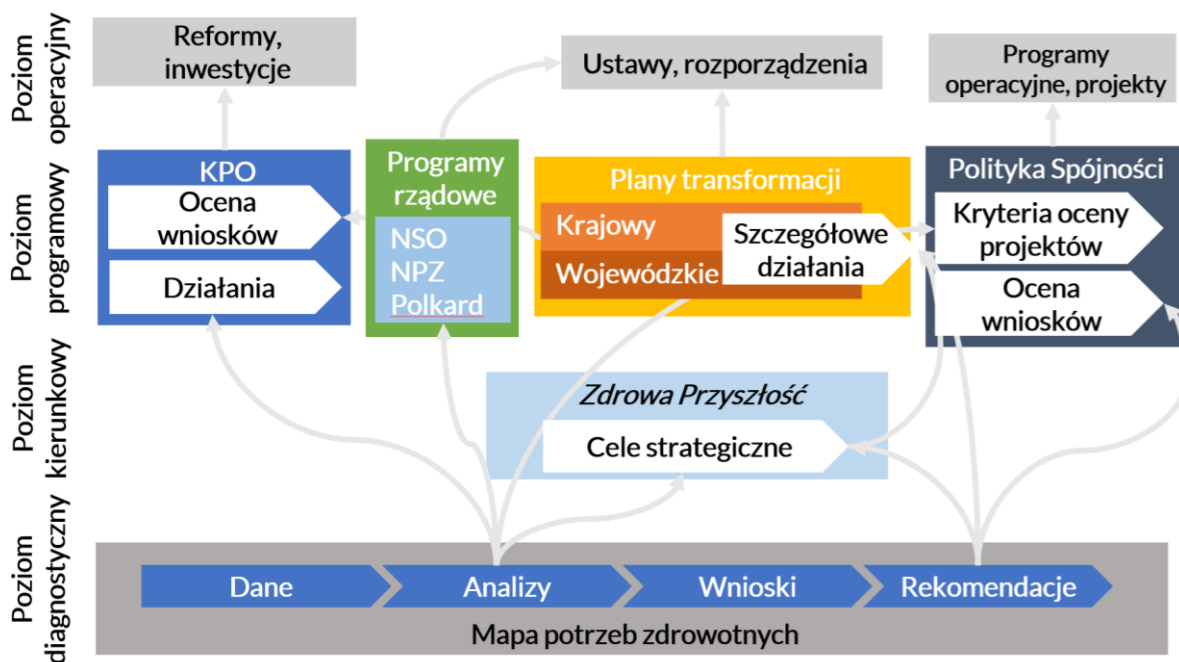 Poziom
operacyjny
Reformy,
inwestycje
Ustawy, rozporządzenia
Programy
operacyjne, projekty
Poziom
programowy
KPO
Ocena
wniosków
Działania
Programy
rządowe
NSO
NPZ
Polkard
Plany transformacji
Krajowy
Wojewódzkie
Szczegółowe
działania
Polityka Spójności
Kryteria oceny
projektów
Ocena
wniosków
Poziom
kierunkowy
Zdrowa Przyszłość
Cele strategiczne
Poziom
diagnostyczny
Dane
Analizy
Wnioski
Rekomendacje
Mapa potrzeb zdrowotnych